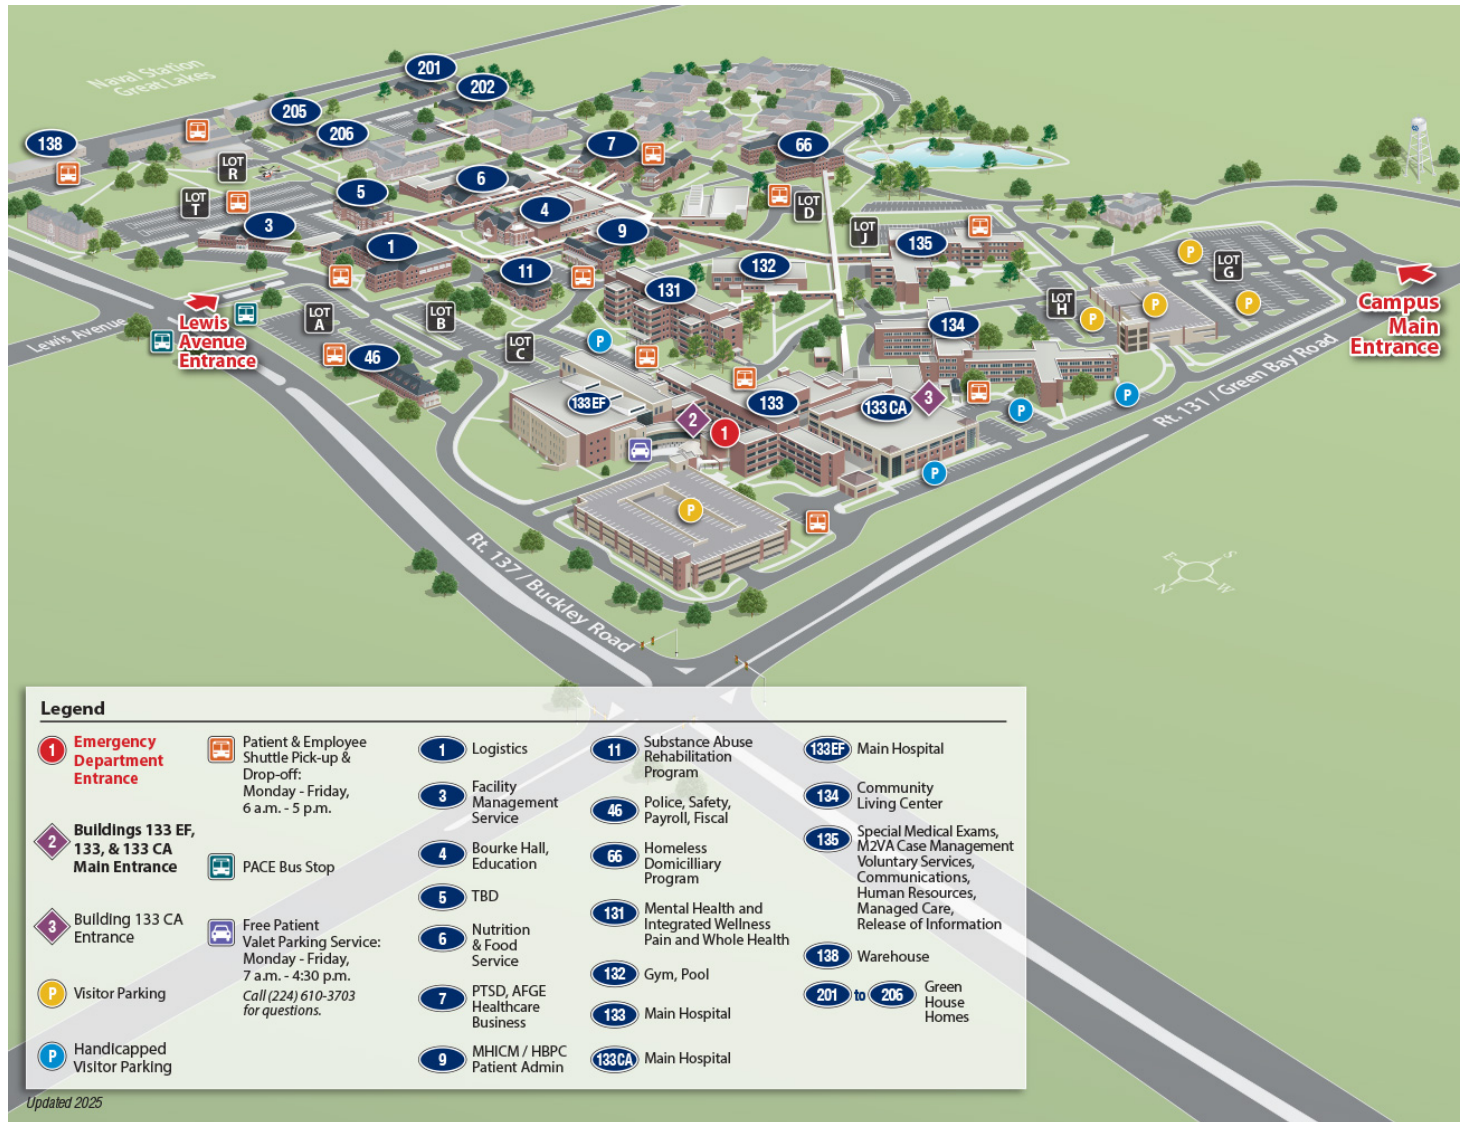 Naval Station
Great Lakes
201
202
205
206
138
7
66
LOT
R
6
5
LOT
T
LOT
D
4
3
9
LOT
J
135
1
11
132
LOT
G
131
LOT
H
P
P
P
P
Campus
Main
Entrance
Lewis Avenue
Lewis
Avenue
Entrance
LOT
A
LOT
B
LOT
C
P
134
46
133 EF
133
133 CA
3
2
1
P
P
P
P
Rt. 131 / Green Bay Road
Rt. 137 / Buckley Road
E
S
N
W
Legend
1
Emergency
Department
Entrance
2
Buildings 133 EF,
133, & 133 CA
Main Entrance
3
Building 133 CA
Entrance
P
Visitor Parking
P
Handicapped
Visitor Parking
Patient & Employee
Shuttle Pick-up &
Drop-off:
Monday - Friday,
6 a.m. - 5 p.m.
PACE Bus Stop
Free Patient
Valet Parking Service:
Monday - Friday,
7 a.m. - 4:30 p.m.
Call (224) 610-3703
for questions.
1
Logistics
3
Facility
Management
Service
4
Bourke Hall,
Education
5
TBD
6
Nutrition
& Food
Service
7
PTSD, AFGE
Healthcare
Business
9
MHICM / HBPC
Patient Admin
11
Substance Abuse
Rehabilitation
Program
46
Police, Safety,
Payroll, Fiscal
66
Homeless
Domicilliary
Program
131
Mental Health and
Integrated Wellness
Pain and Whole Health
132
Gym, Pool
133
Main Hospital
133CA
Main Hospital
133EF
Main Hospital
134
Community
Living Center
135
Special Medical Exams,
M2VA Case Management
Voluntary Services,
Communications,
Human Resources,
Managed Care,
Release of Information
138
Warehouse
201 to 206
Green
House
Homes
Updated 2025